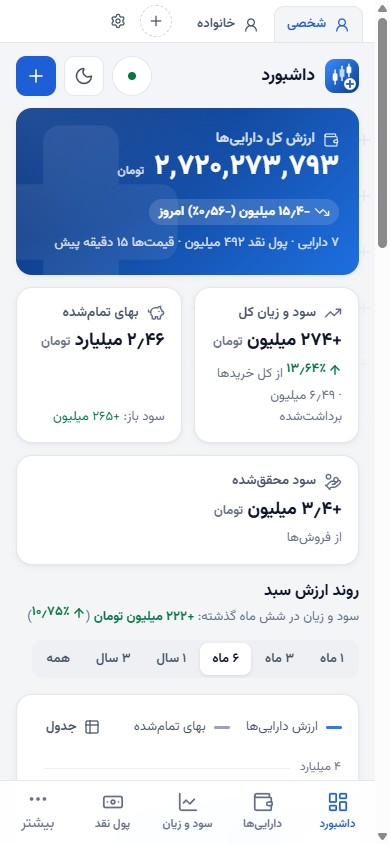 شخصی
خانواده
داشبورد
ارزش کل دارایی‌ها
۲,۷۲۰,۲۷۳,۷۹۳ تومان
−۱۵٫۴ میلیون (−۰٫۵۶٪) امروز
۷ دارایی · پول نقد ۴۹۲ میلیون · قیمت‌ها ۱۵ دقیقه پیش
سود و زیان کل
+۲۷۴ میلیون تومان
۱۳٫۶۴٪ از کل خریدها
· ۶٫۴۹ میلیون
برداشت‌شده
بهای تمام‌شده
۲٫۴۶ میلیارد تومان
سود باز: +۲۶۵ میلیون
سود محقق‌شده
+۳٫۴ میلیون تومان
از فروش‌ها
روند ارزش سبد
سود و زیان در شش ماه گذشته: +۲۲۲ میلیون تومان (۱۰٫۷۵٪)
۱ ماه
۳ ماه
۶ ماه
۱ سال
۳ سال
همه
ارزش دارایی‌ها
بهای تمام‌شده
جدول
۴ میلیارد
داشبورد
دارایی‌ها
سود و زیان
پول نقد
بیشتر